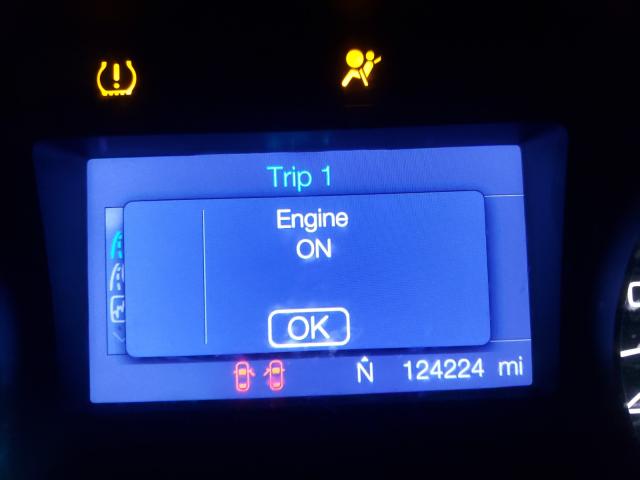 Trip 1
Engine
ON
OK
N 124224 mi